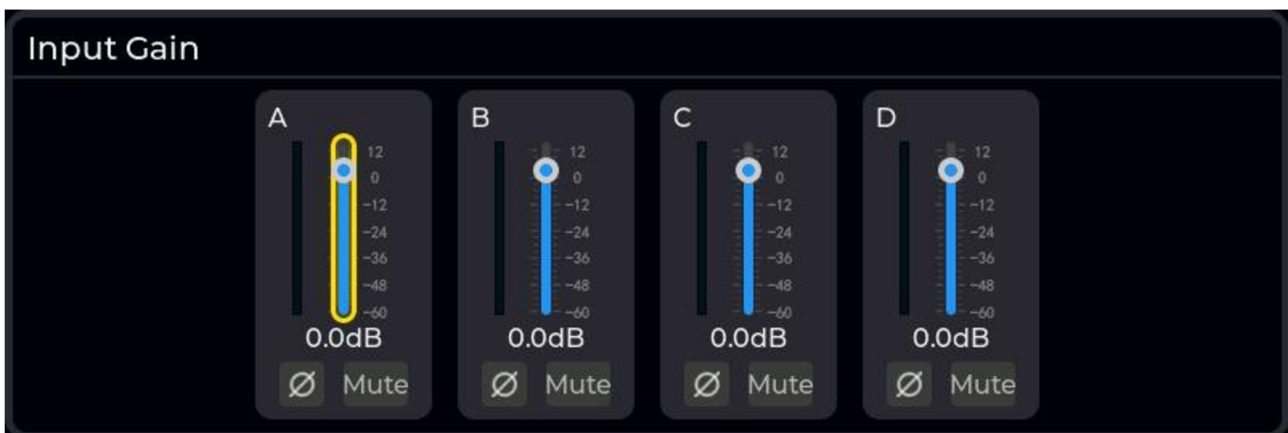 Input Gain
A B C D
12 12 12 12
0 0 0 0
-12 -12 -12 -12
-24 -24 -24 -24
-36 -36 -36 -36
-48 -48 -48 -48
-60 -60 -60 -60
0.0dB 0.0dB 0.0dB 0.0dB
Ø Mute Ø Mute Ø Mute Ø Mute